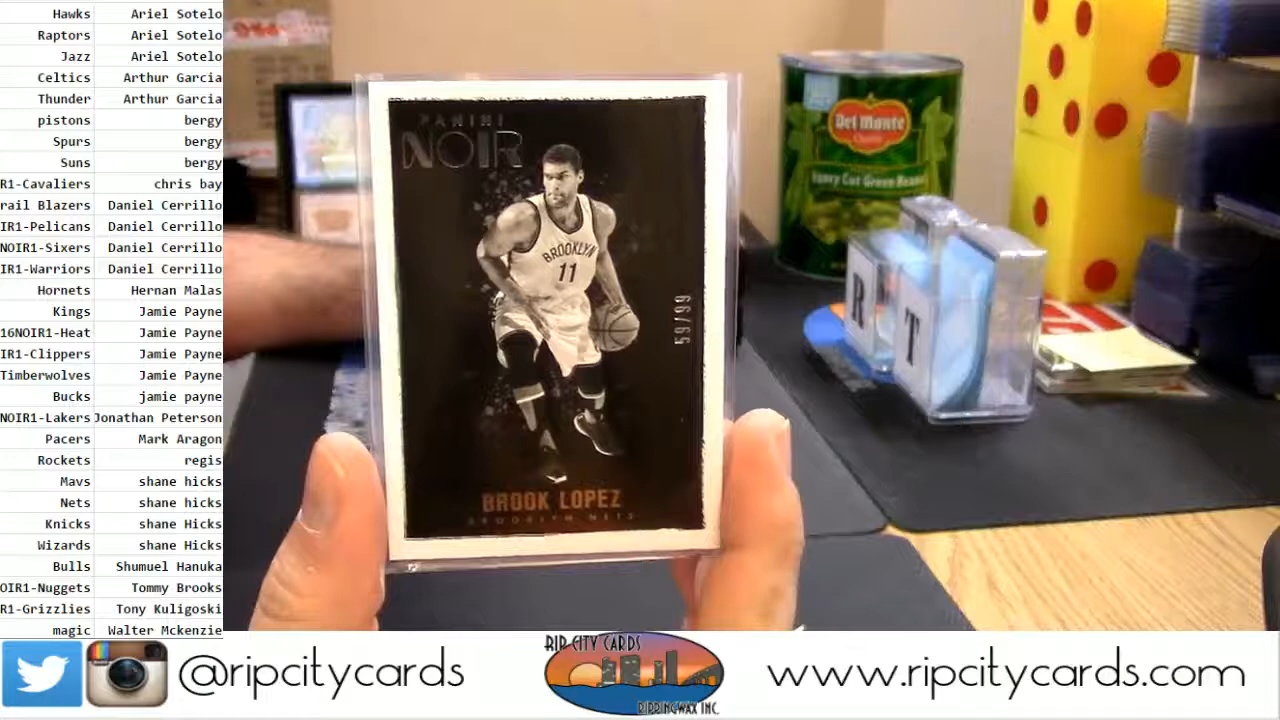 Hawks Ariel Sotelo
Raptors Ariel Sotelo
Jazz Ariel Sotelo
Celtics Arthur Garcia
Thunder Arthur Garcia
pistons bergy
Spurs bergy
Suns bergy
R1-Cavaliers chris bay
rail Blazers Daniel Cerrillo
IR1-Pelicans Daniel Cerrillo
NOIR1-Sixers Daniel Cerrillo
IR1-Warriors Daniel Cerrillo
Hornets Hernan Malas
Kings Jamie Payne
16NOIR1-Heat Jamie Payne
IR1-Clippers Jamie Payne
Timberwolves Jamie Payne
Bucks jamie payne
NOIR1-Lakers Jonathan Peterson
Pacers Mark Aragon
Rockets regis
Mavs shane hicks
Nets shane hicks
Knicks shane Hicks
Wizards shane Hicks
Bulls Shumuel Hanuka
OIR1-Nuggets Tommy Brooks
R1-Grizzlies Tony Kuligoski
magic Walter Mckenzie
PANINI
NOIR
BROOKLYN
11
59/99
BROOK LOPEZ
BROOKLYN NETS
Del Monte
Fancy Cut Green Beans
R
T
@ripcitycards
RIP CITY CARDS
RIPPINGWAX INC.
www.ripcitycards.com